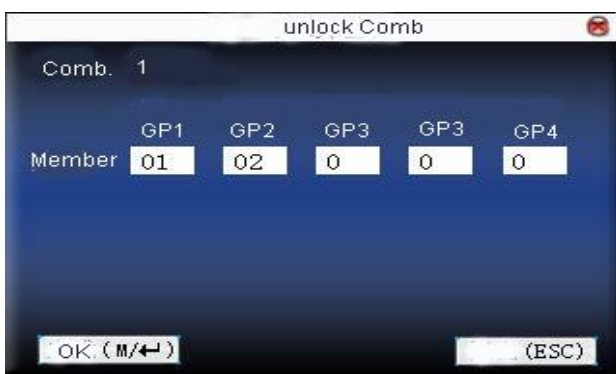 unlock Comb
Comb. 1
GP1 GP2 GP3 GP3 GP4
Member 01 02 0 0 0
OK (M/↵) (ESC)